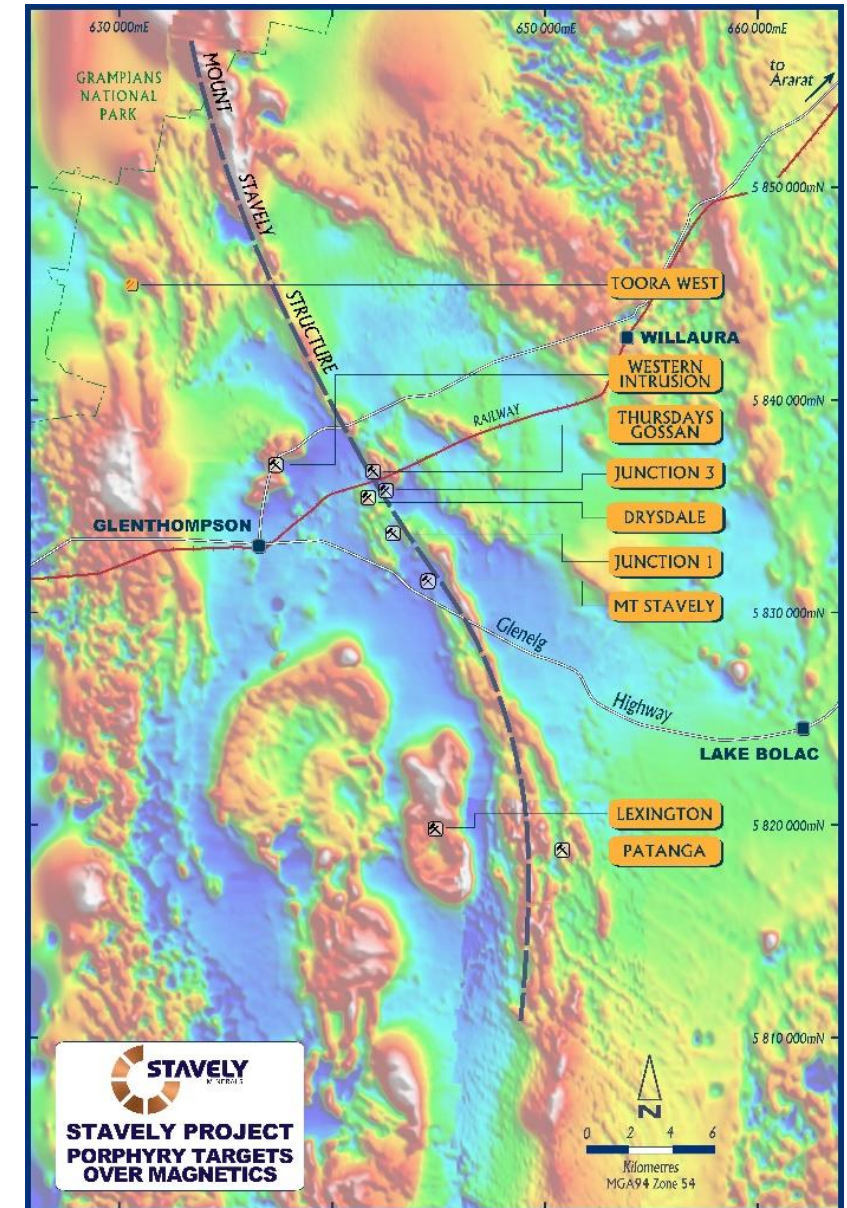 630 000mE
650 000mE
660 000mE
to
Ararat
GRAMPIANS
NATIONAL
PARK
MOUNT
STAVELY
STRUCTURE
5 850 000mN
TOORA WEST
WILLAURA
WESTERN
INTRUSION
5 840 000mN
THURSDAYS
GOSSAN
RAILWAY
JUNCTION 3
DRYSDALE
GLENTHOMPSON
JUNCTION 1
MT STAVELY
5 830 000mN
Glenelg
Highway
LAKE BOLAC
LEXINGTON
5 820 000mN
PATANGA
5 810 000mN
STAVELY
MINERALS
STAVELY PROJECT
PORPHYRY TARGETS
OVER MAGNETICS
N
0 2 4 6
Kilometres
MGA94 Zone 54